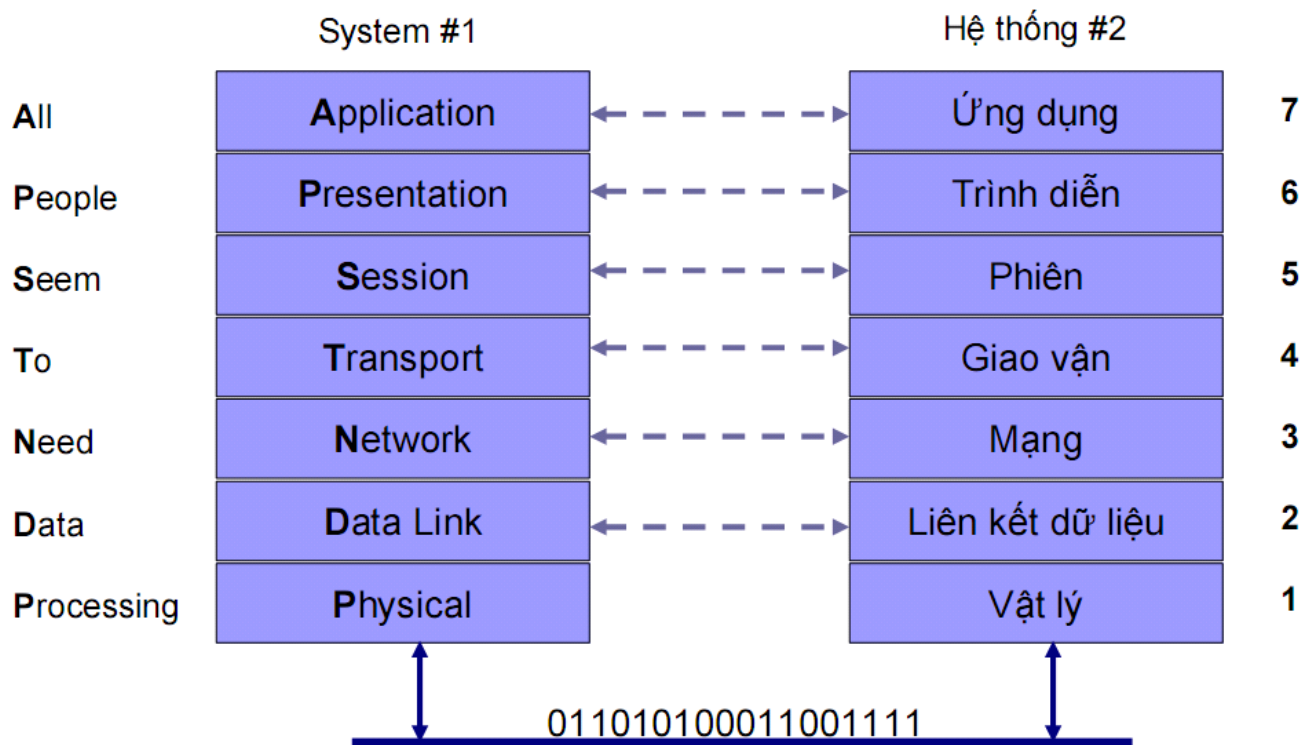 System #1 Hệ thống #2
All Application Ứng dụng 7
People Presentation Trình diễn 6
Seem Session Phiên 5
To Transport Giao vận 4
Need Network Mạng 3
Data Data Link Liên kết dữ liệu 2
Processing Physical Vật lý 1
011010100011001111